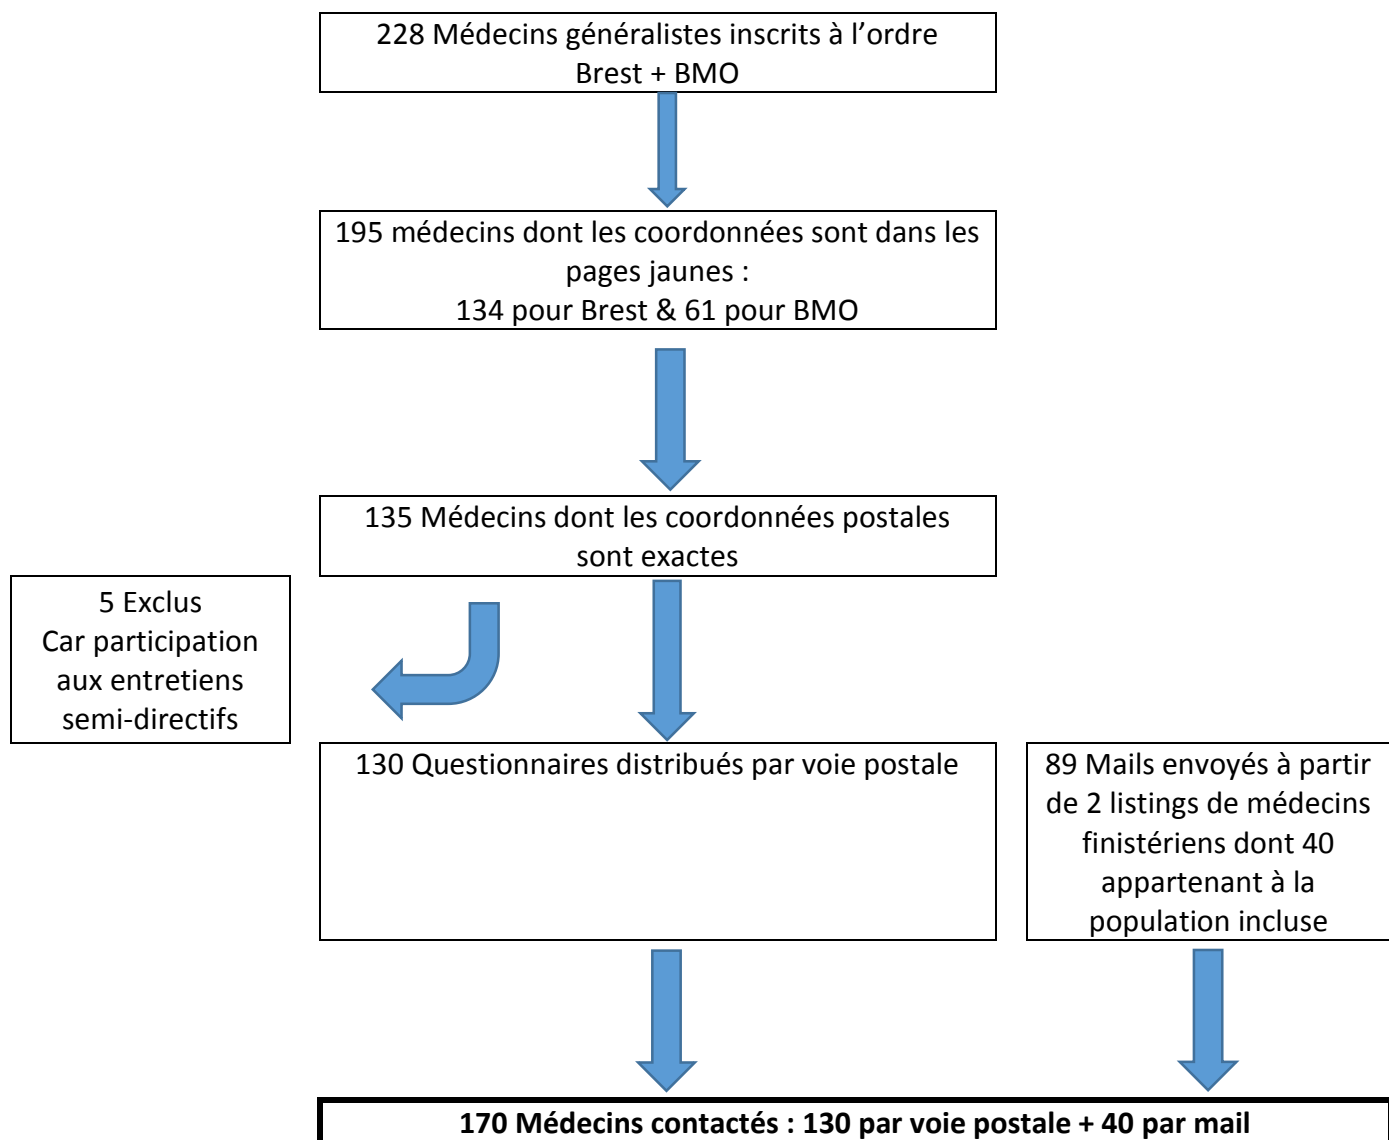 228 Médecins généralistes inscrits à l’ordre
Brest + BMO
195 médecins dont les coordonnées sont dans les
pages jaunes :
134 pour Brest & 61 pour BMO
135 Médecins dont les coordonnées postales
sont exactes
5 Exclus
Car participation
aux entretiens
semi-directifs
130 Questionnaires distribués par voie postale
89 Mails envoyés à partir
de 2 listings de médecins
finistériens dont 40
appartenant à la
population incluse
170 Médecins contactés : 130 par voie postale + 40 par mail